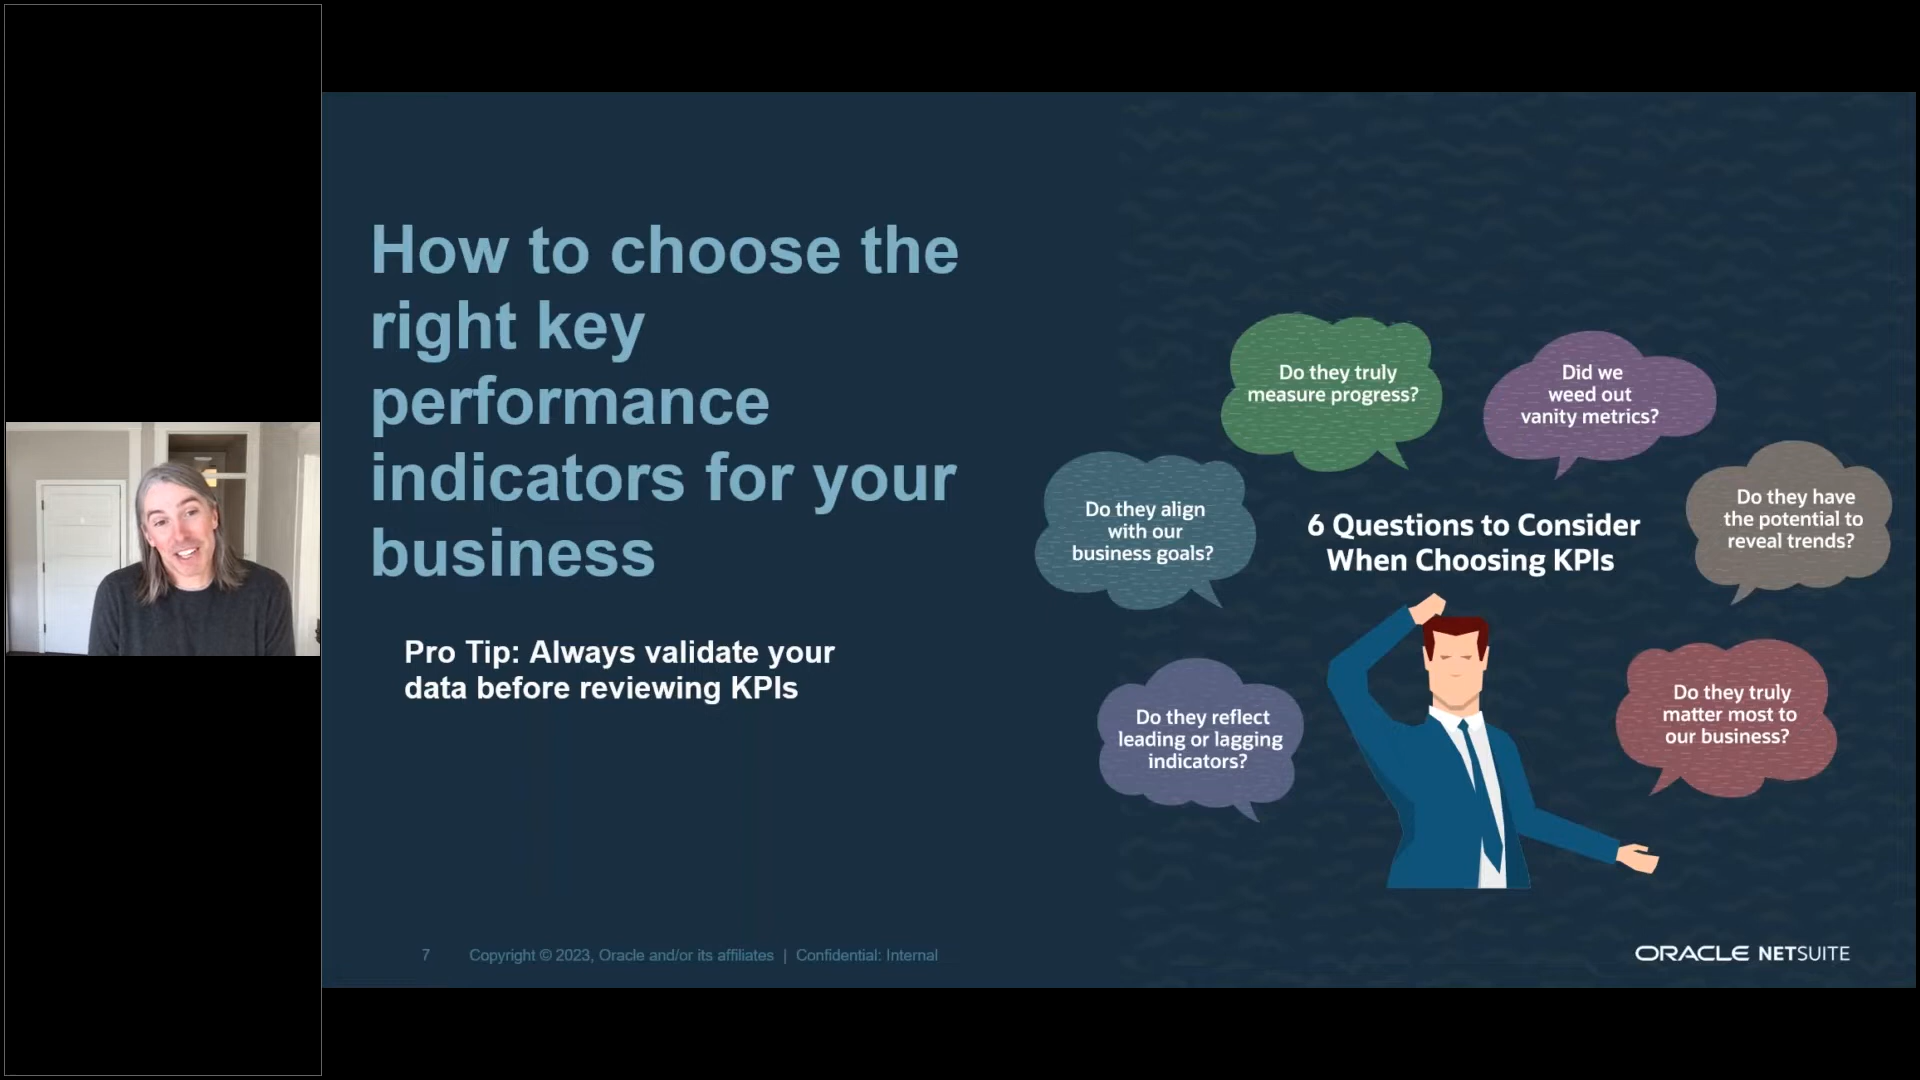 How to choose the
right key
performance
indicators for your
business
Pro Tip: Always validate your
data before reviewing KPIs
Do they truly
measure progress?
Did we
weed out
vanity metrics?
Do they align
with our
business goals?
6 Questions to Consider
When Choosing KPIs
Do they have
the potential to
reveal trends?
Do they reflect
leading or lagging
indicators?
Do they truly
matter most to
our business?
7 Copyright © 2023, Oracle and/or its affiliates | Confidential: Internal
ORACLE NETSUITE